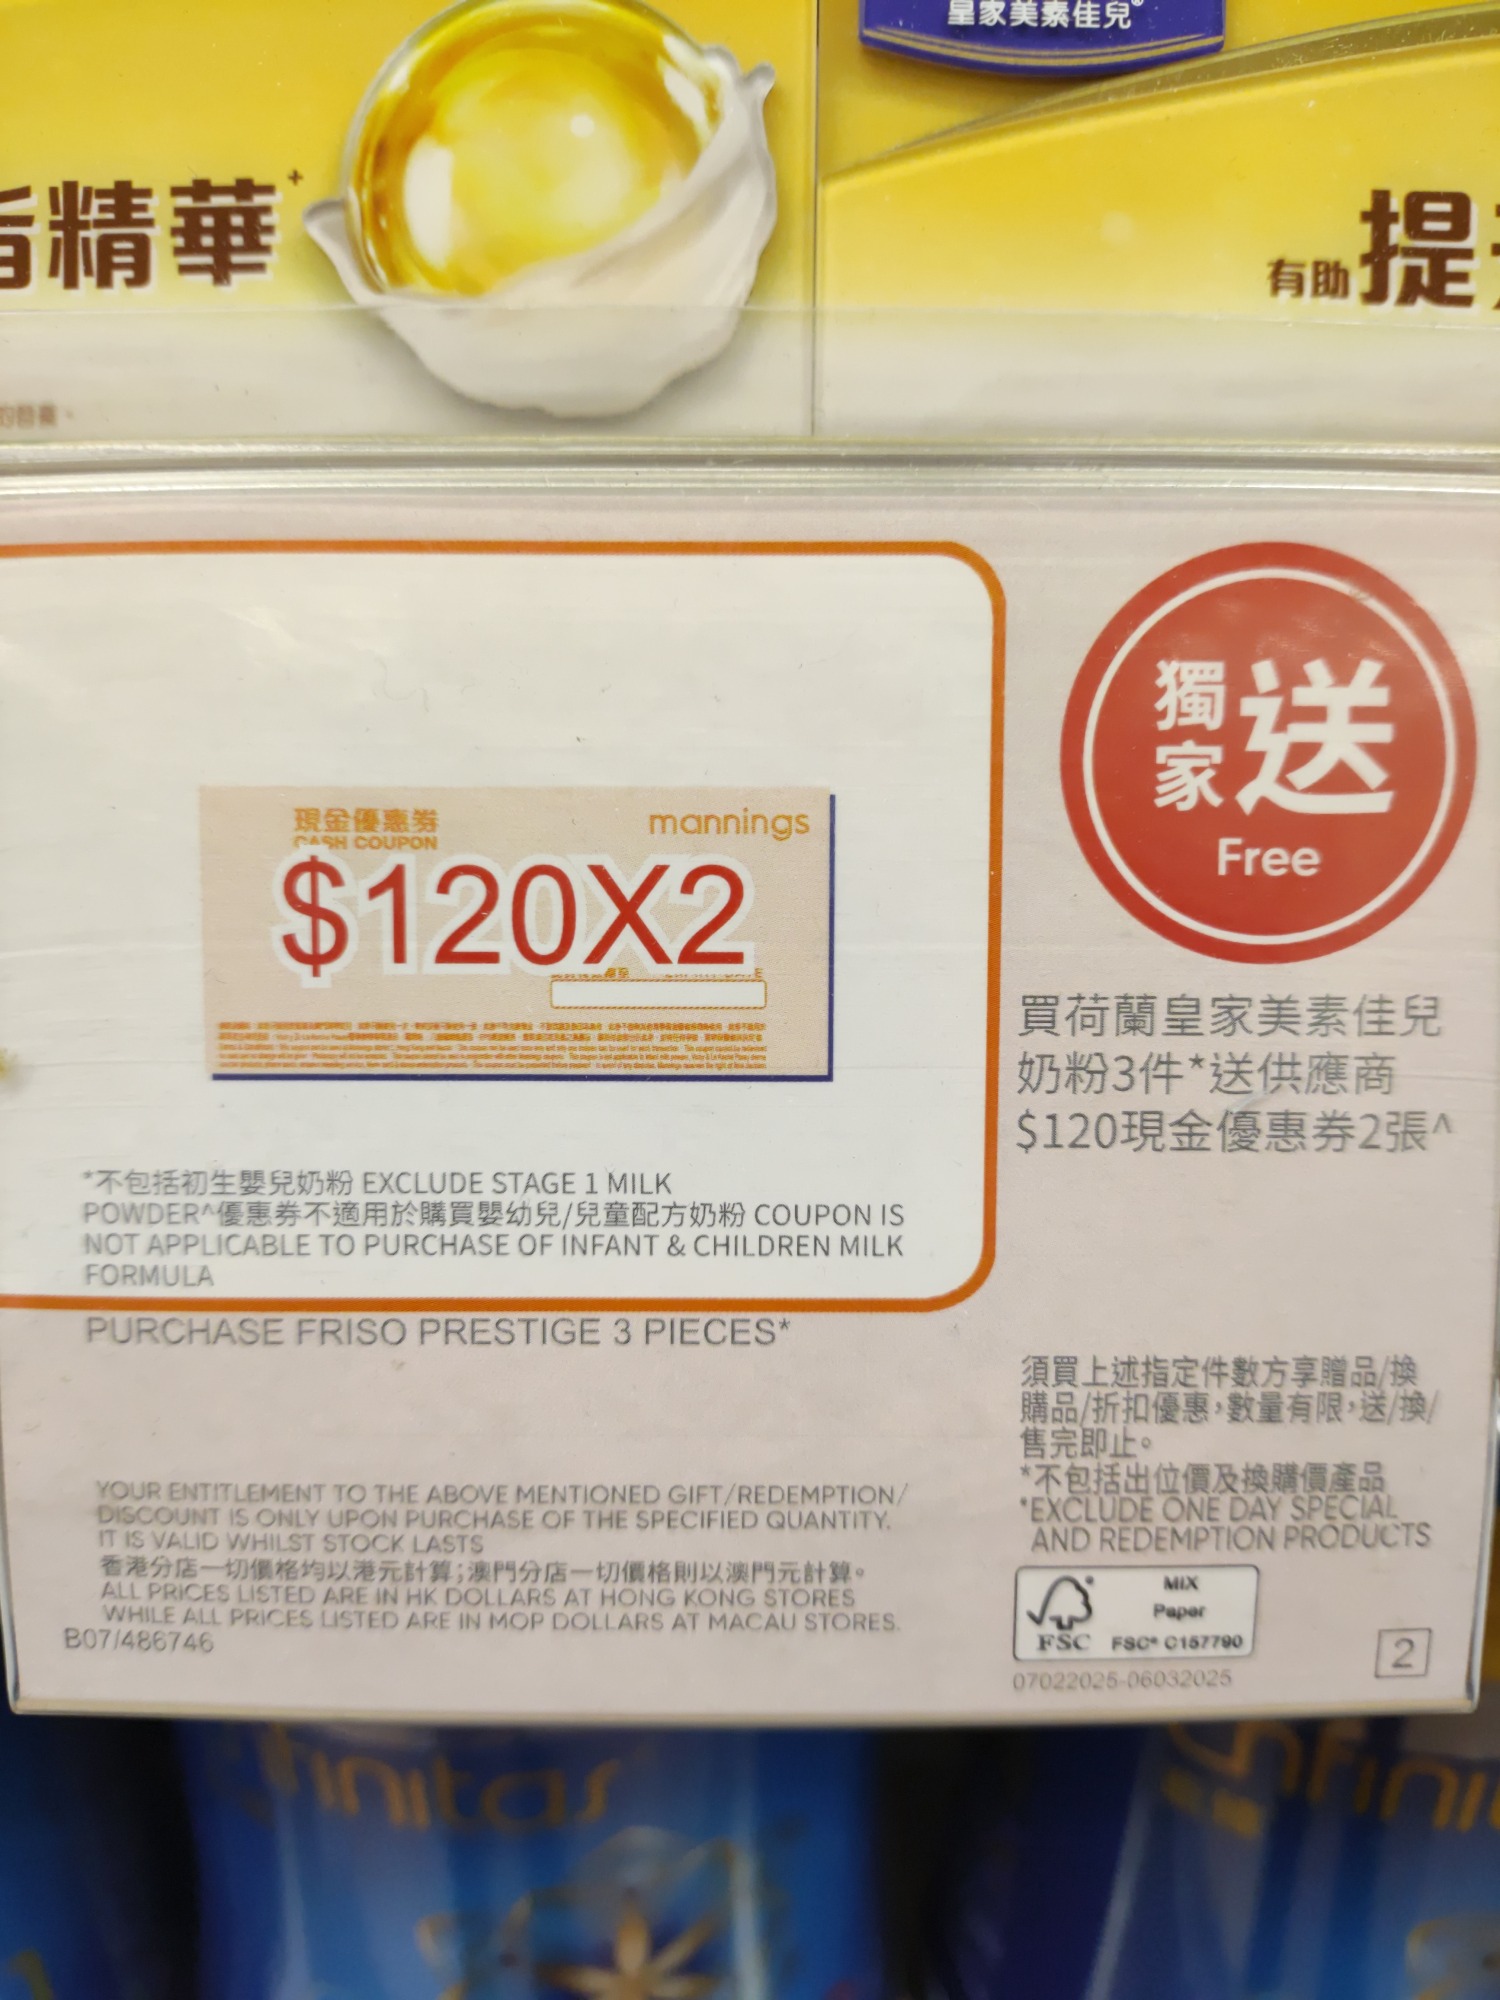 皇家美素佳兒®
精華+
有助提
現金優惠券
CASH COUPON
mannings
$120X2
獨家送
Free
買荷蘭皇家美素佳兒
奶粉3件*送供應商
$120現金優惠券2張^
*不包括初生嬰兒奶粉 EXCLUDE STAGE 1 MILK
POWDER^優惠券不適用於購買嬰幼兒/兒童配方奶粉 COUPON IS
NOT APPLICABLE TO PURCHASE OF INFANT & CHILDREN MILK
FORMULA
PURCHASE FRISO PRESTIGE 3 PIECES*
須買上述指定件數方享贈品/換
購品/折扣優惠，數量有限，送/換/
售完即止。
*不包括出位價及換購價產品
*EXCLUDE ONE DAY SPECIAL
AND REDEMPTION PRODUCTS
YOUR ENTITLEMENT TO THE ABOVE MENTIONED GIFT/REDEMPTION/
DISCOUNT IS ONLY UPON PURCHASE OF THE SPECIFIED QUANTITY.
IT IS VALID WHILST STOCK LASTS
香港分店一切價格均以港元計算；澳門分店一切價格則以澳門元計算。
ALL PRICES LISTED ARE IN HK DOLLARS AT HONG KONG STORES
WHILE ALL PRICES LISTED ARE IN MOP DOLLARS AT MACAU STORES.
B07/486746
MIX
Paper
FSC
FSC® C157790
07022025-06032025
2